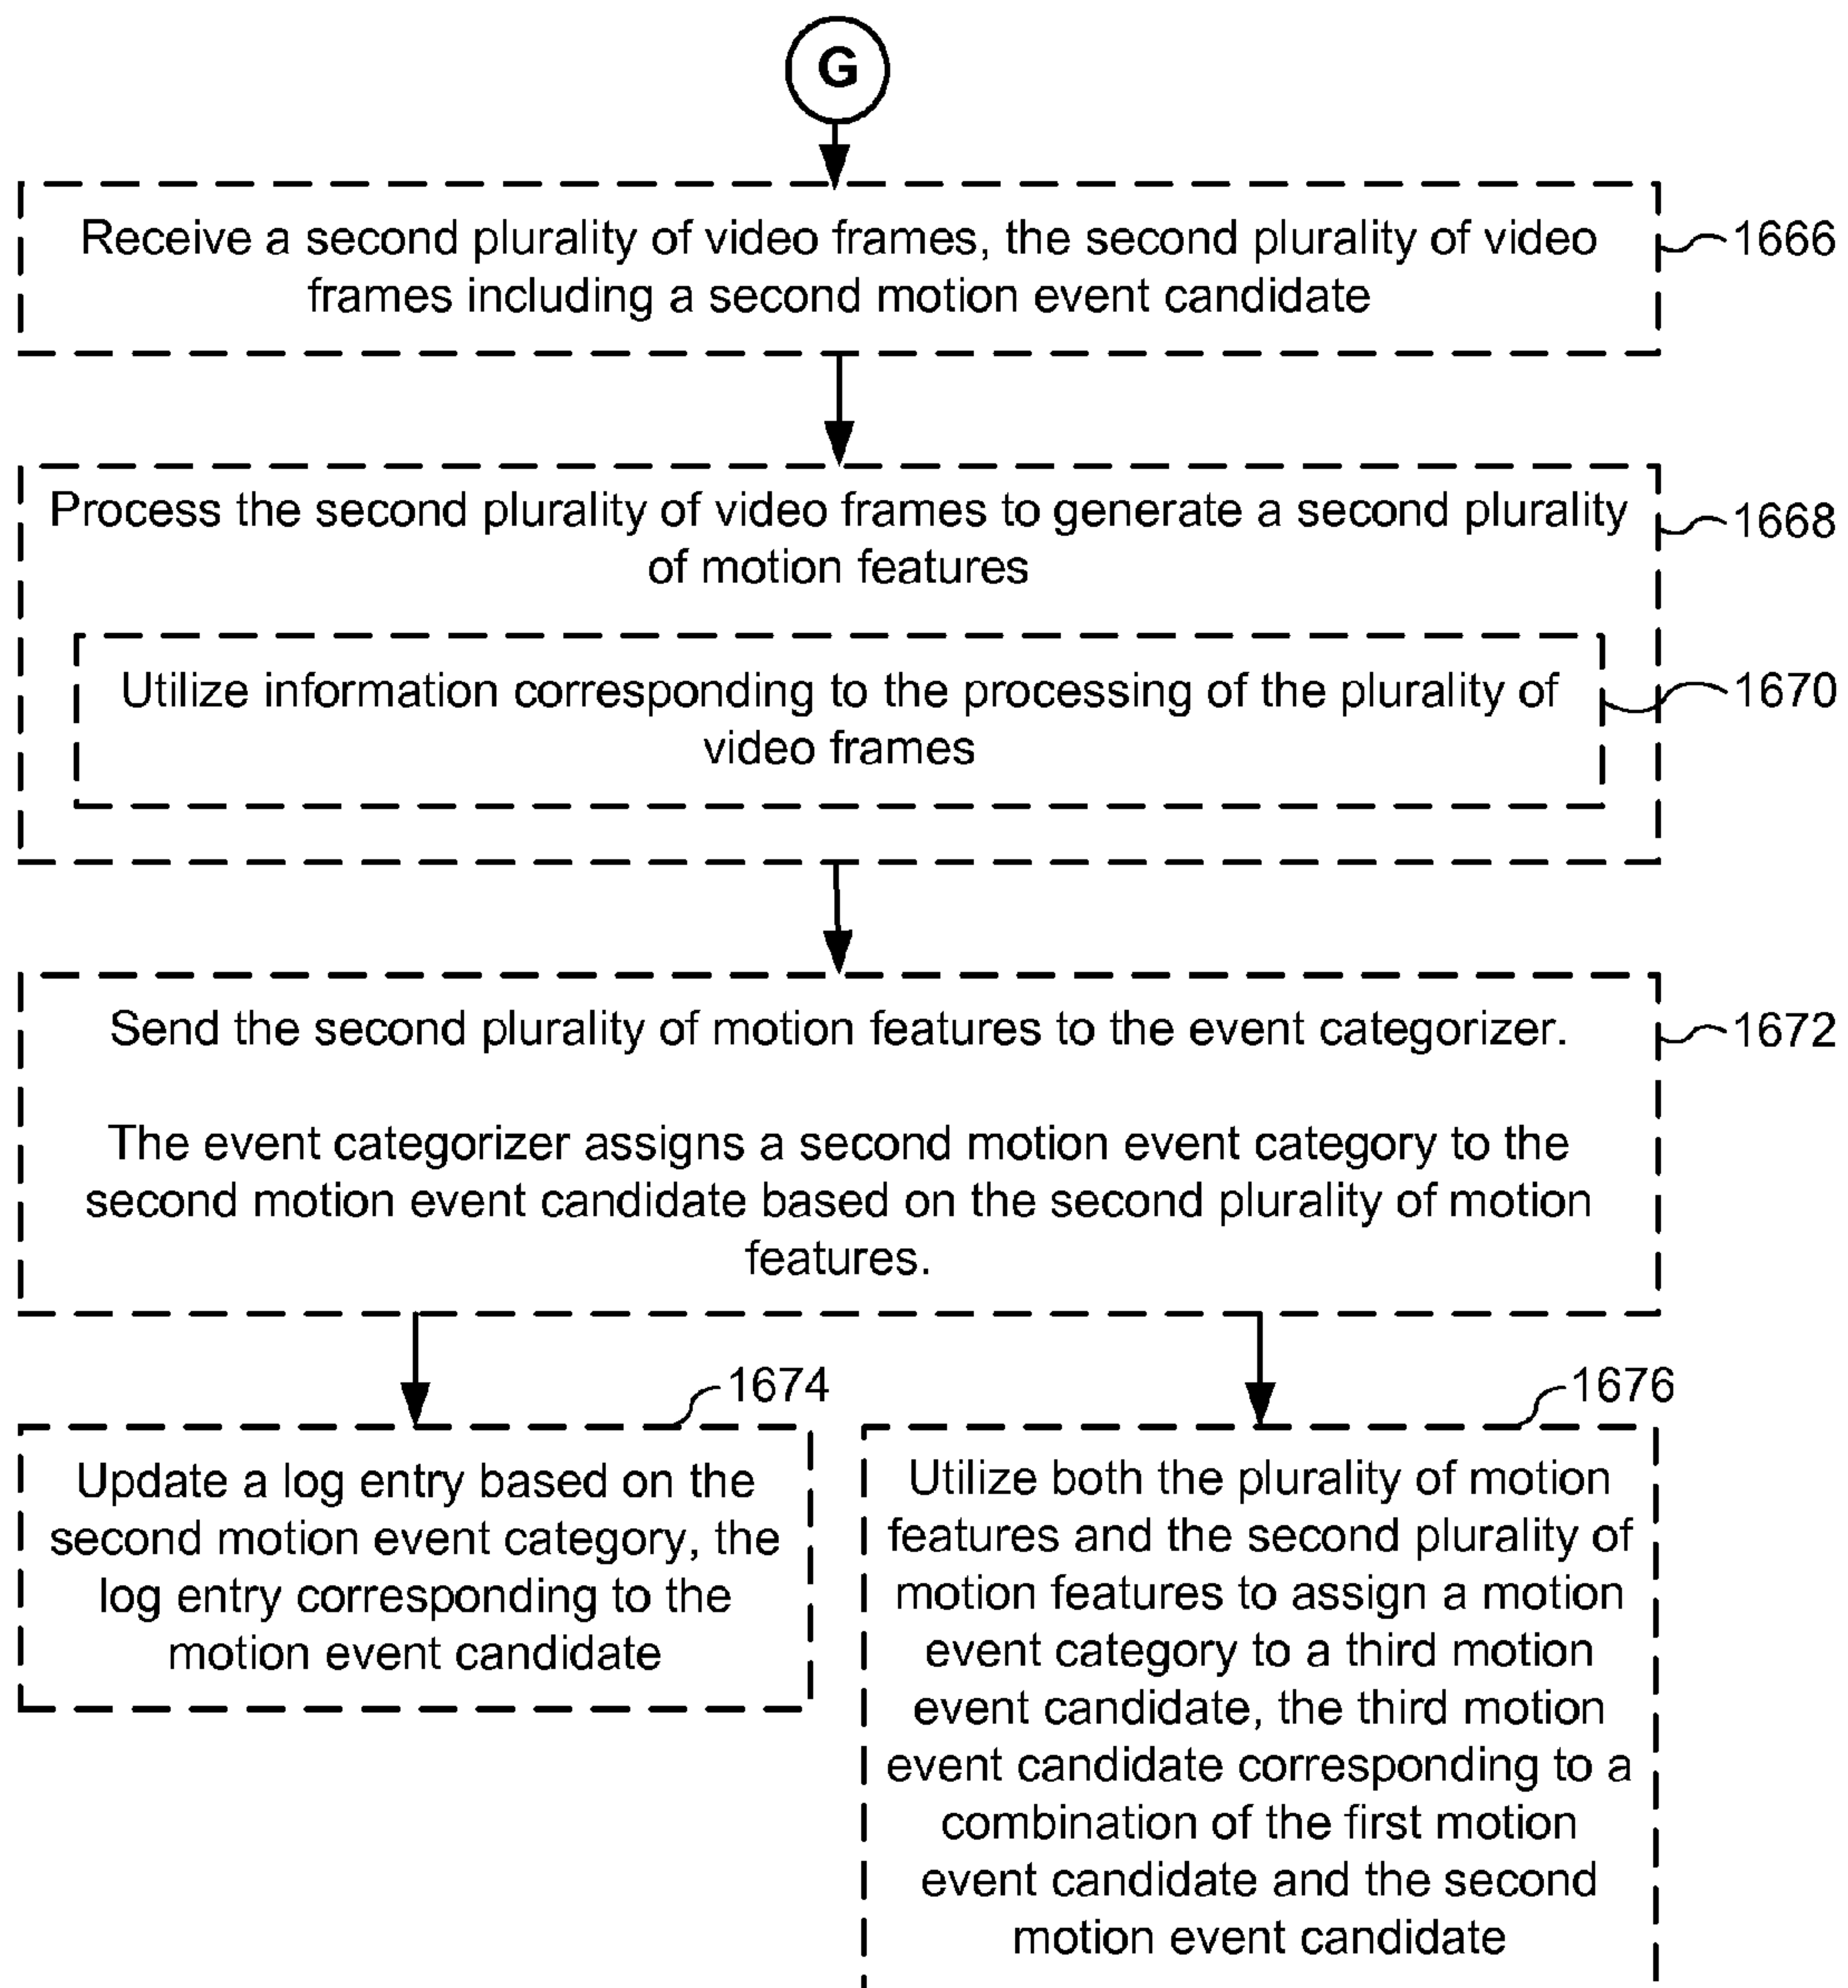 G
Receive a second plurality of video frames, the second plurality of video
frames including a second motion event candidate
1666
Process the second plurality of video frames to generate a second plurality
of motion features
1668
Utilize information corresponding to the processing of the plurality of
video frames
1670
Send the second plurality of motion features to the event categorizer.
1672
The event categorizer assigns a second motion event category to the
second motion event candidate based on the second plurality of motion
features.
1674
Update a log entry based on the
second motion event category, the
log entry corresponding to the
motion event candidate
1676
Utilize both the plurality of motion
features and the second plurality of
motion features to assign a motion
event category to a third motion
event candidate, the third motion
event candidate corresponding to a
combination of the first motion
event candidate and the second
motion event candidate